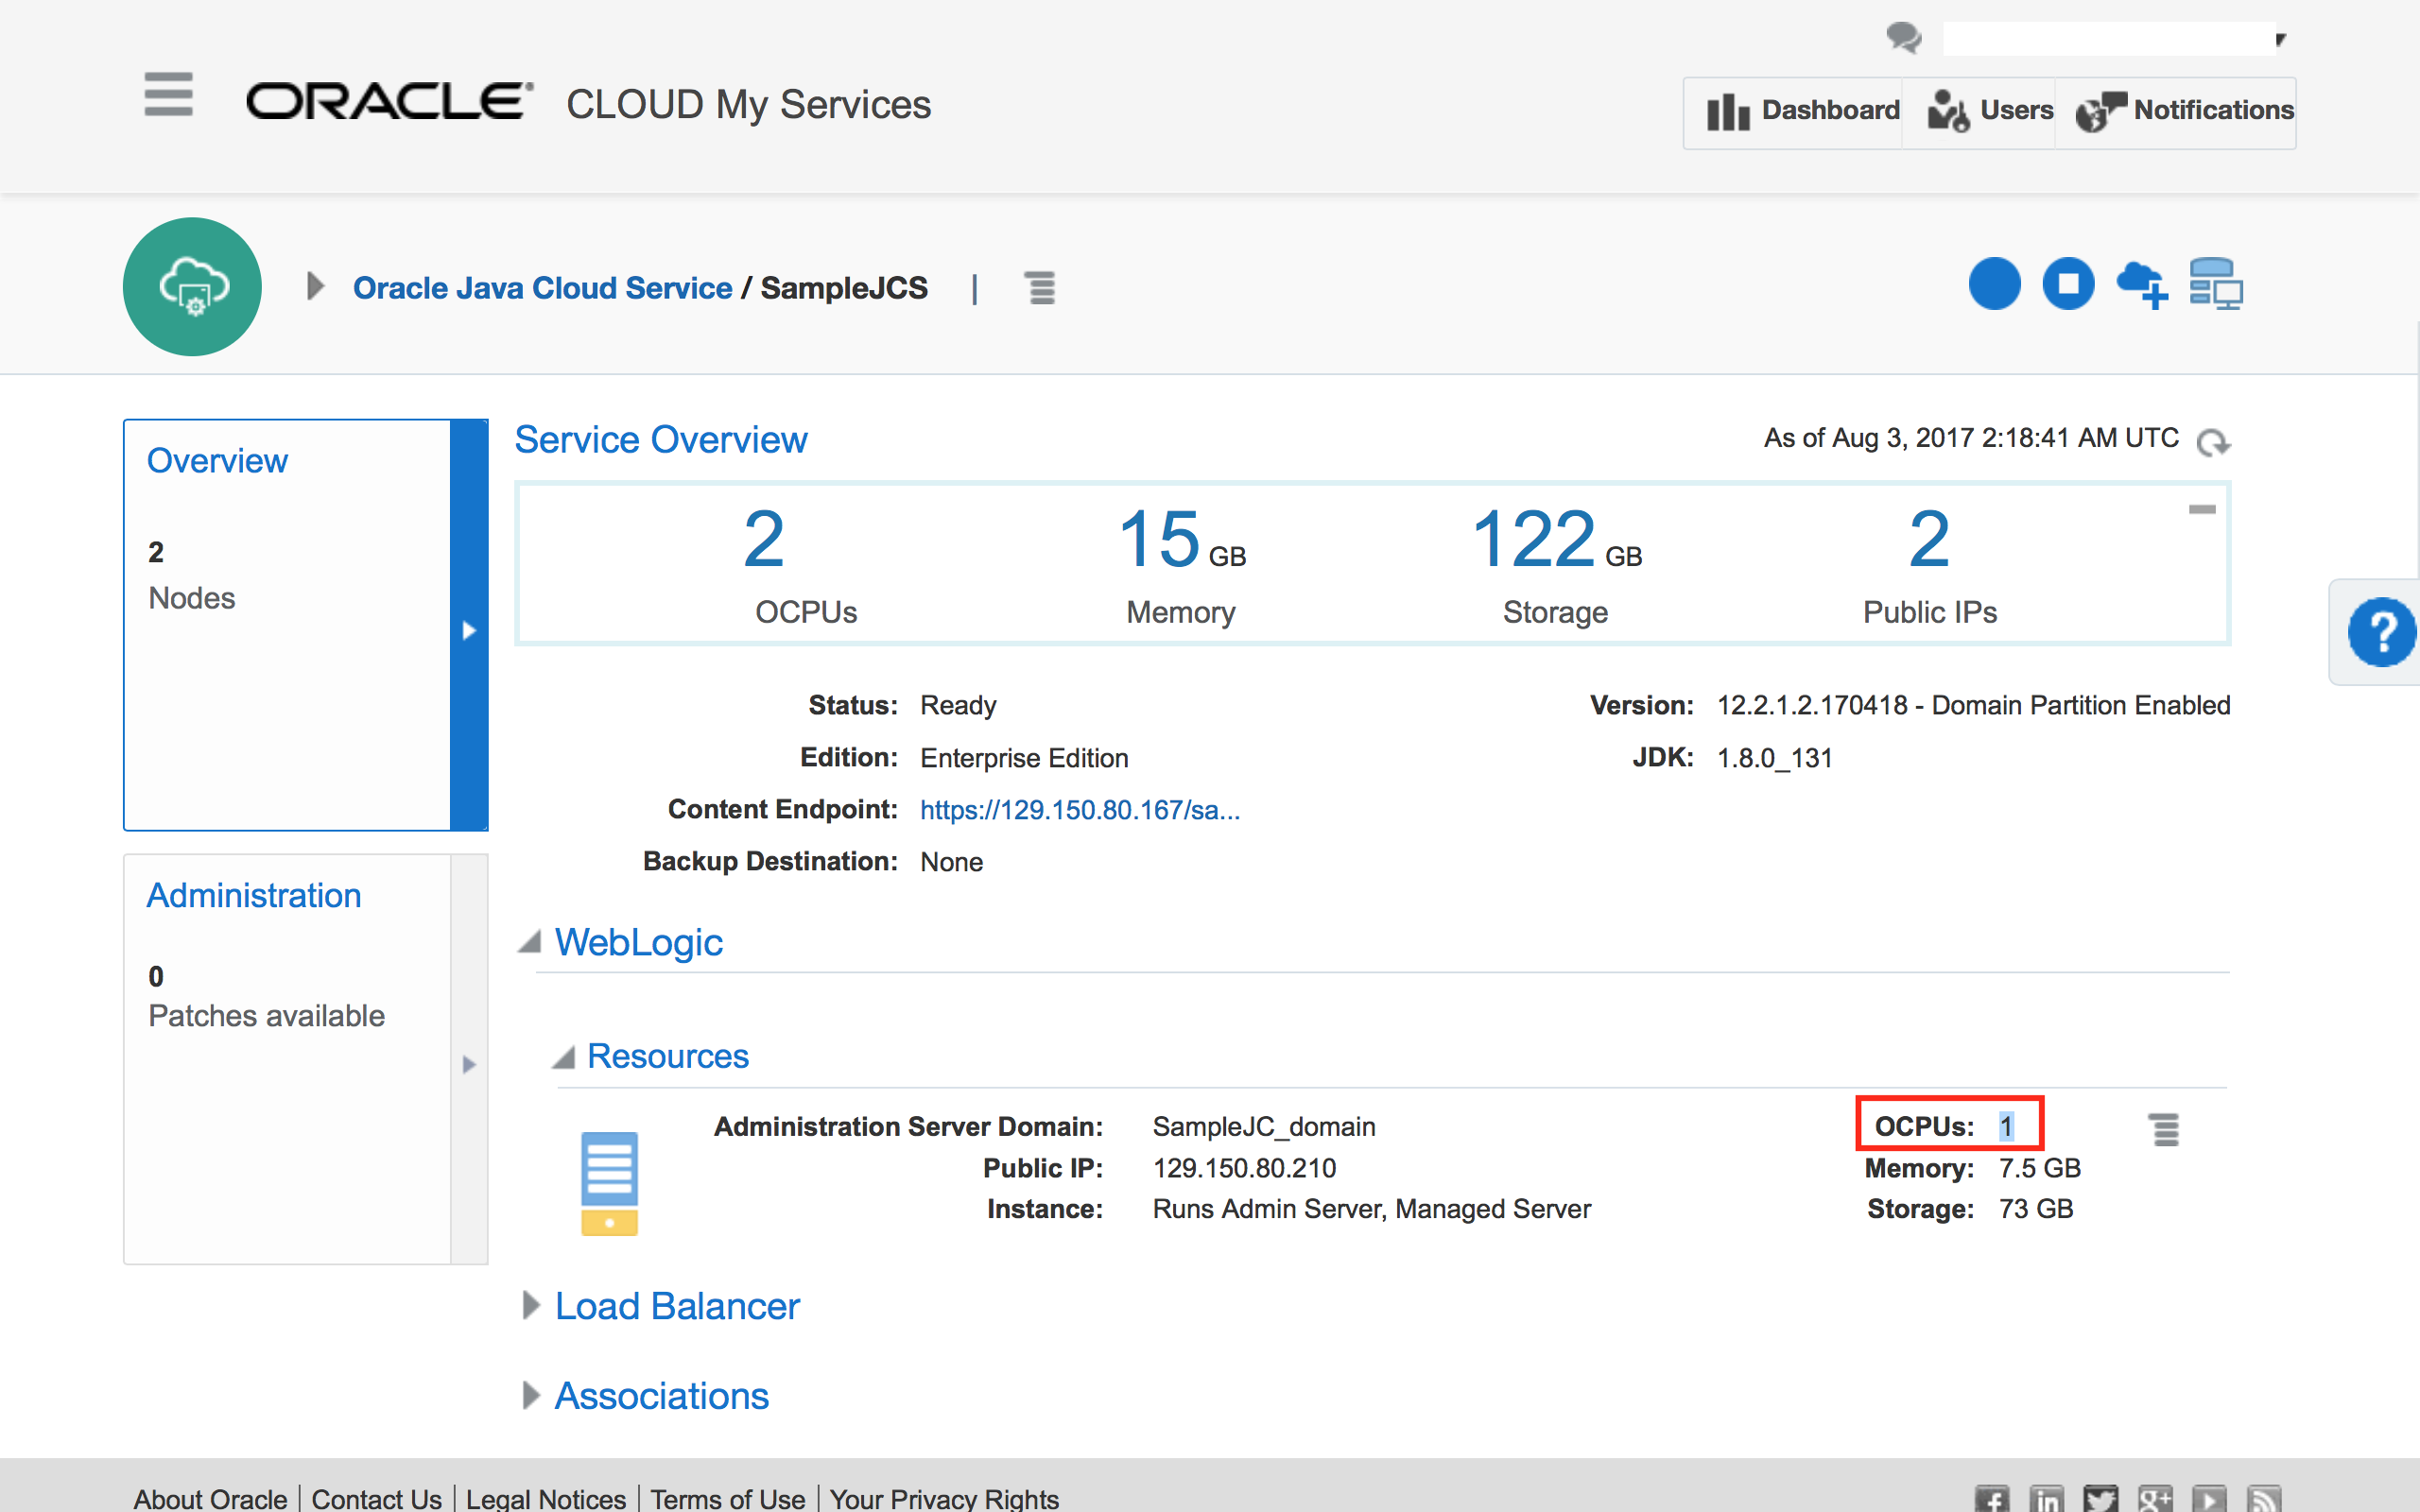 ORACLE® CLOUD My Services
Dashboard Users Notifications
Oracle Java Cloud Service / SampleJCS |
Overview
2
Nodes
Administration
0
Patches available
Service Overview
As of Aug 3, 2017 2:18:41 AM UTC
2 15 GB 122 GB 2
OCPUs Memory Storage Public IPs
?
Status: Ready Version: 12.2.1.2.170418 - Domain Partition Enabled
Edition: Enterprise Edition JDK: 1.8.0_131
Content Endpoint: https://129.150.80.167/sa...
Backup Destination: None
WebLogic
Resources
Administration Server Domain: SampleJC_domain OCPUs: 1
Public IP: 129.150.80.210 Memory: 7.5 GB
Instance: Runs Admin Server, Managed Server Storage: 73 GB
Load Balancer
Associations
About Oracle | Contact Us | Legal Notices | Terms of Use | Your Privacy Rights
f in g+